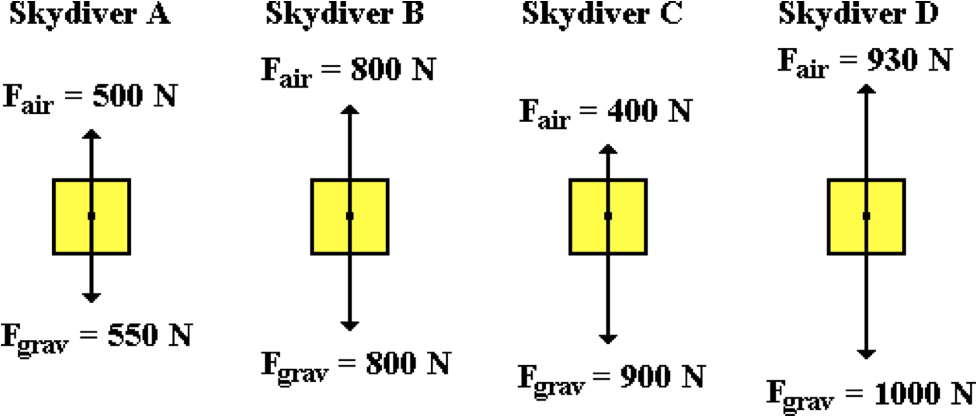 Skydiver A
Skydiver B
Skydiver C
Skydiver D
Fair = 500 N
Fair = 800 N
Fair = 400 N
Fair = 930 N
Fgrav = 550 N
Fgrav = 800 N
Fgrav = 900 N
Fgrav = 1000 N